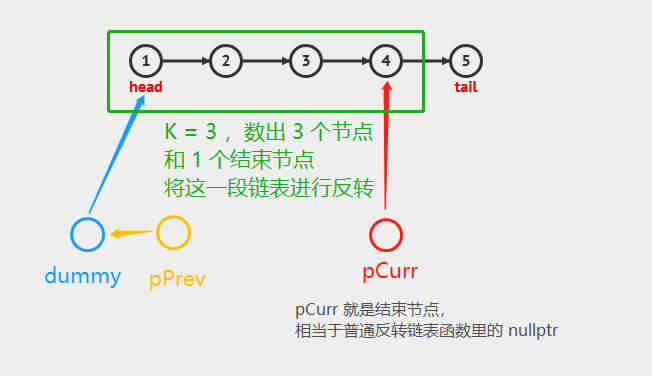 1
2
3
4
5
head
tail
K = 3 ，数出 3 个节点
和 1 个结束节点
将这一段链表进行反转
dummy
pPrev
pCurr
pCurr 就是结束节点，
相当于普通反转链表函数里的 nullptr